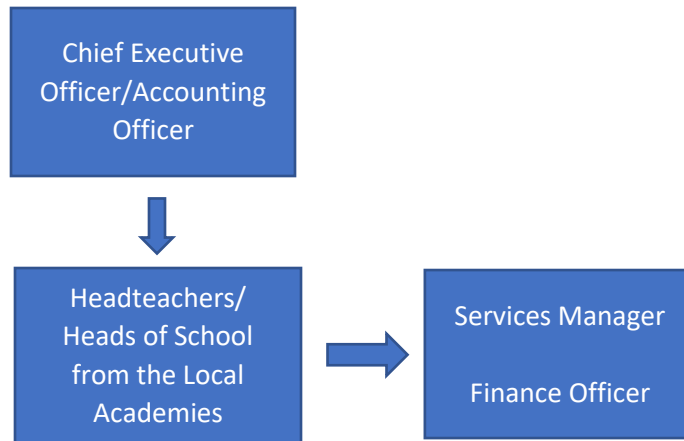 Chief Executive
Officer/Accounting
Officer
Headteachers/
Heads of School
from the Local
Academies
Services Manager
Finance Officer